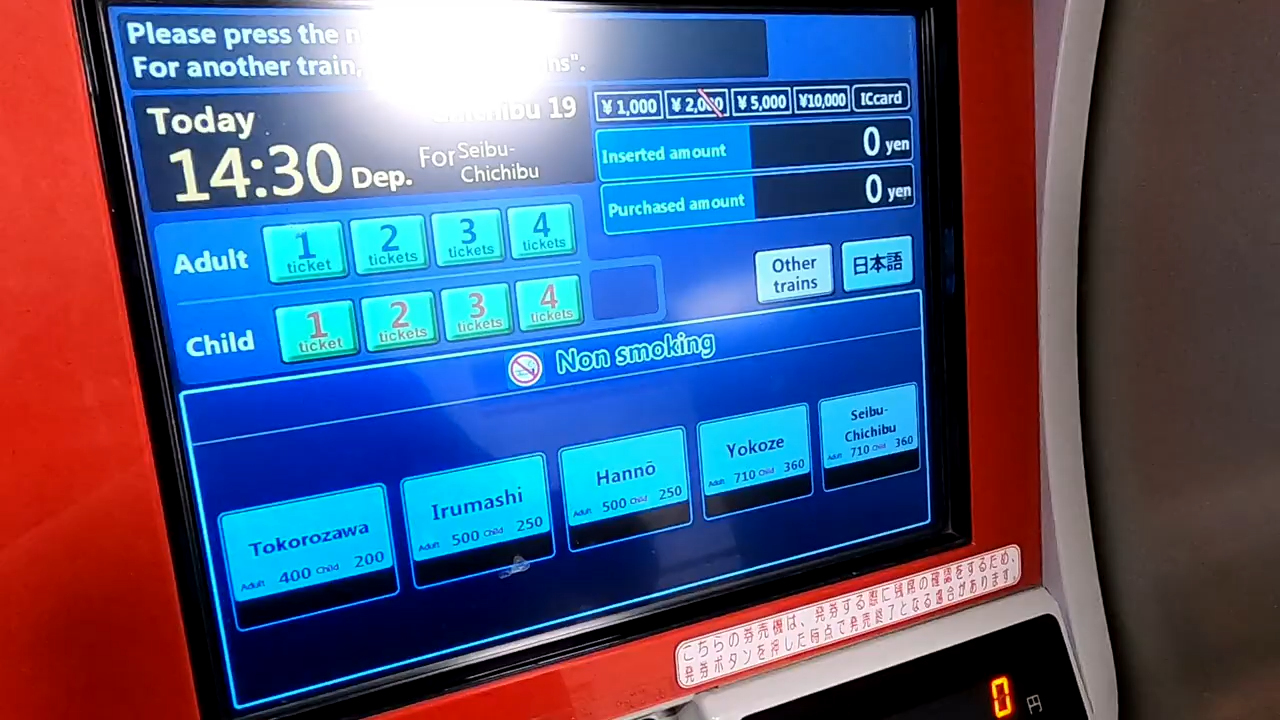 Please press the
For another train, ns".
Today
Chichibu 19
14:30 Dep.
For Seibu-
Chichibu
¥1,000 ¥2,000 ¥5,000 ¥10,000 ICcard
Inserted amount 0 yen
Purchased amount 0 yen
Adult
1 ticket
2 tickets
3 tickets
4 tickets
Other
trains
日本語
Child
1 ticket
2 tickets
3 tickets
4 tickets
Non smoking
Tokorozawa
Adult 400 Child 200
Irumashi
Adult 500 Child 250
Hannō
Adult 500 Child 250
Yokoze
Adult 710 Child 360
Seibu-
Chichibu
Adult 710 Child 360
こちらの券売機は、発券する際に残席の確認をするため、
発券ボタンを押した時点で発売終了となる場合があります。
0 円